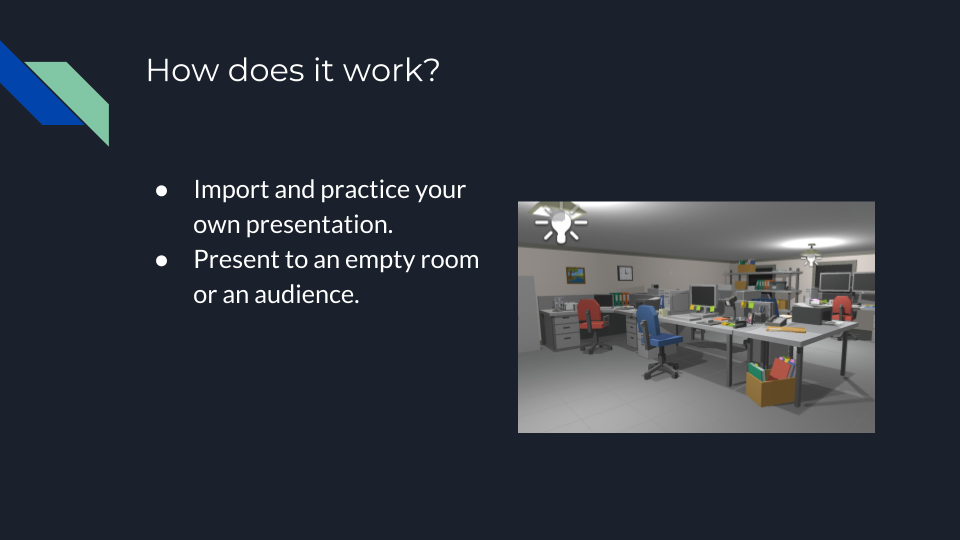 How does it work?
● Import and practice your
own presentation.
● Present to an empty room
or an audience.